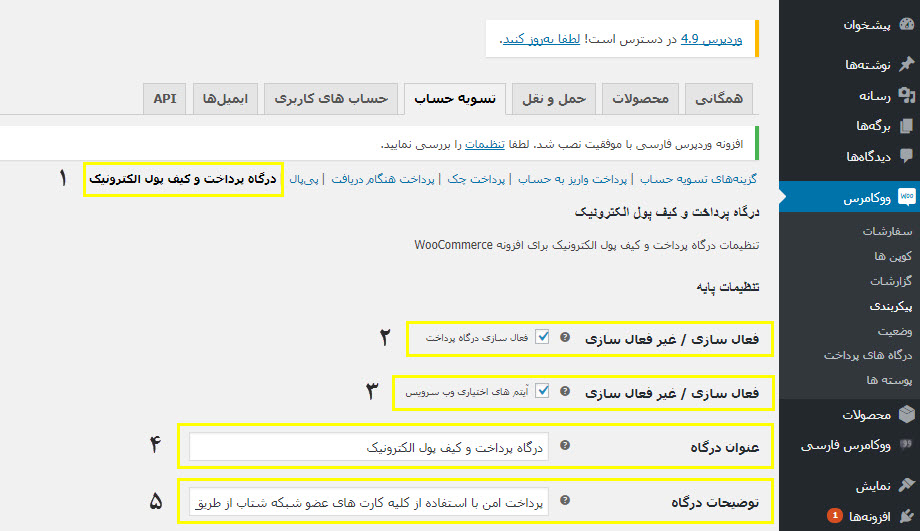 پیشخوان
نوشته‌ها
رسانه
برگه‌ها
دیدگاه‌ها
ووکامرس
سفارشات
کوپن ها
گزارشات
پیکربندی
وضعیت
درگاه های پرداخت
پوسته ها
محصولات
ووکامرس فارسی
نمایش
افزونه‌ها 1
وردپرس 4.9 در دسترس است! لطفا به‌روز کنید.
همگانی محصولات حمل و نقل تسویه حساب حساب های کاربری ایمیل‌ها API
افزونه وردپرس فارسی با موفقیت نصب شد. لطفا تنظیمات را بررسی نمایید.
گزینه‌های تسویه حساب | پرداخت واریز به حساب | پرداخت چک | پرداخت هنگام دریافت | پی‌پال | درگاه پرداخت و کیف پول الکترونیک ۱
درگاه پرداخت و کیف پول الکترونیک
تنظیمات درگاه پرداخت و کیف پول الکترونیک برای افزونه WooCommerce
تنظیمات پایه
فعال سازی / غیر فعال سازی ? فعال سازی درگاه پرداخت ۲
فعال سازی / غیر فعال سازی ? آیتم های اختیاری وب سرویس ۳
عنوان درگاه ? درگاه پرداخت و کیف پول الکترونیک ۴
توضیحات درگاه ? پرداخت امن با استفاده از کلیه کارت های عضو شبکه شتاب از طریق ۵